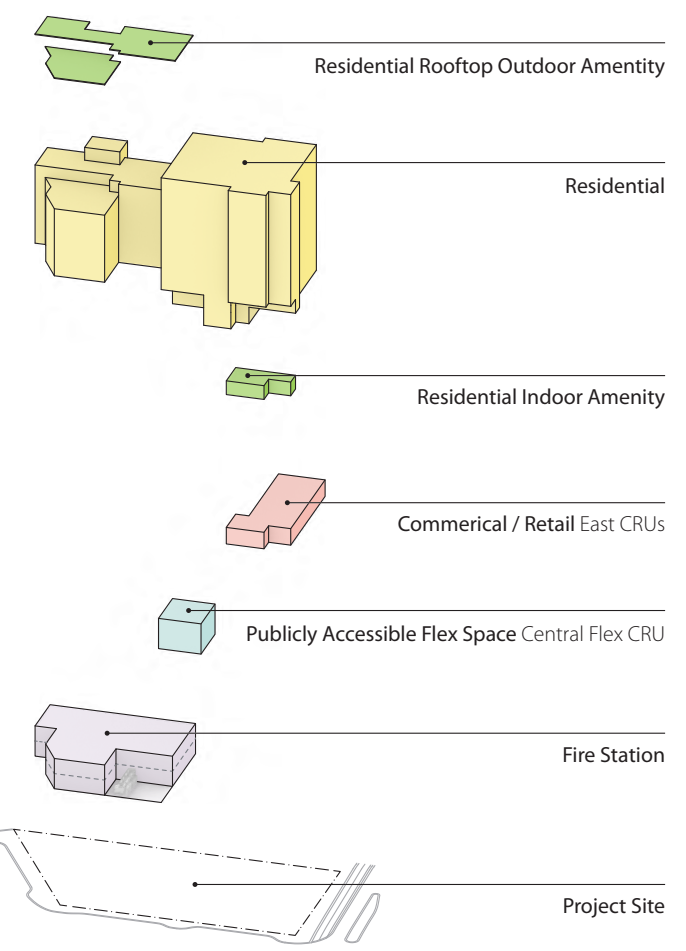 Residential Rooftop Outdoor Amentity
Residential
Residential Indoor Amenity
Commerical / Retail East CRUs
Publicly Accessible Flex Space Central Flex CRU
Fire Station
Project Site